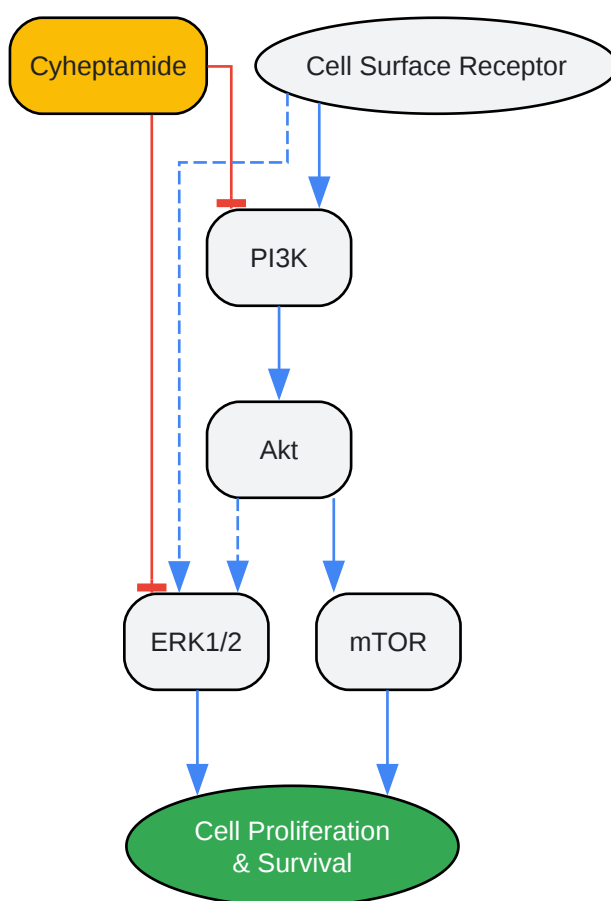 Cyheptamide
Cell Surface Receptor
PI3K
Akt
ERK1/2
mTOR
Cell Proliferation
& Survival